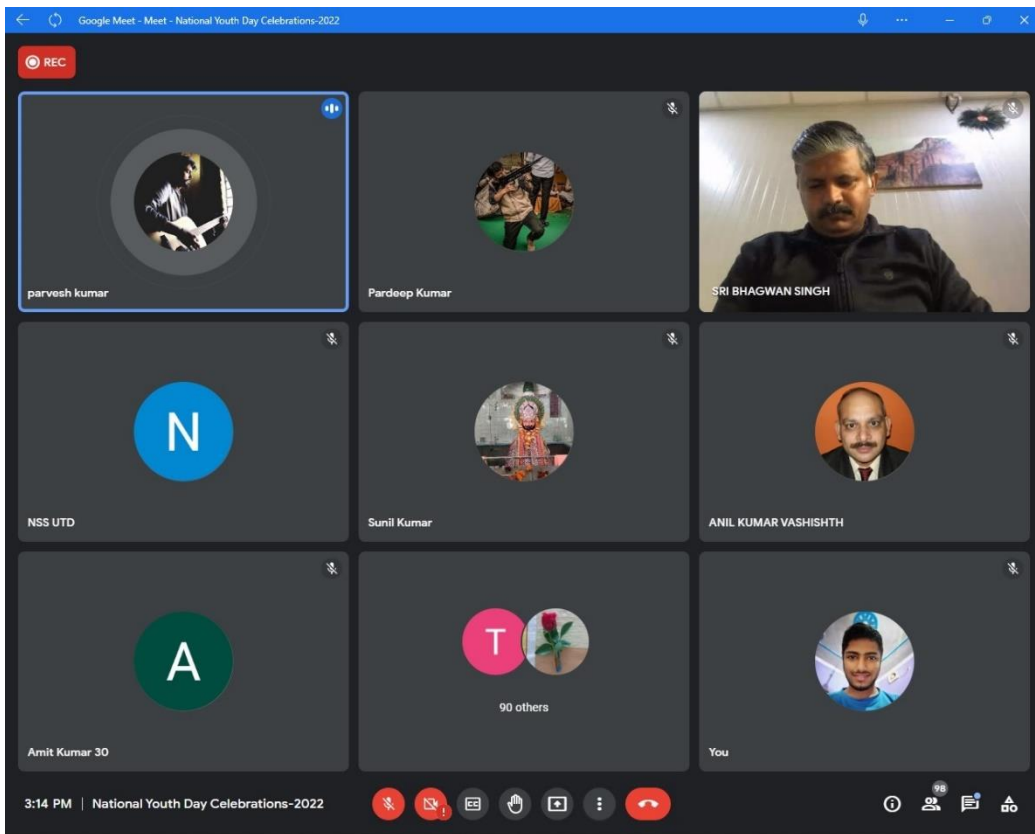 Google Meet - Meet - National Youth Day Celebrations-2022
REC
parvesh kumar
Pardeep Kumar
SRI BHAGWAN SINGH
N
NSS UTD
Sunil Kumar
ANIL KUMAR VASHISHTH
A
Amit Kumar 30
T
90 others
You
3:14 PM | National Youth Day Celebrations-2022
CC
98